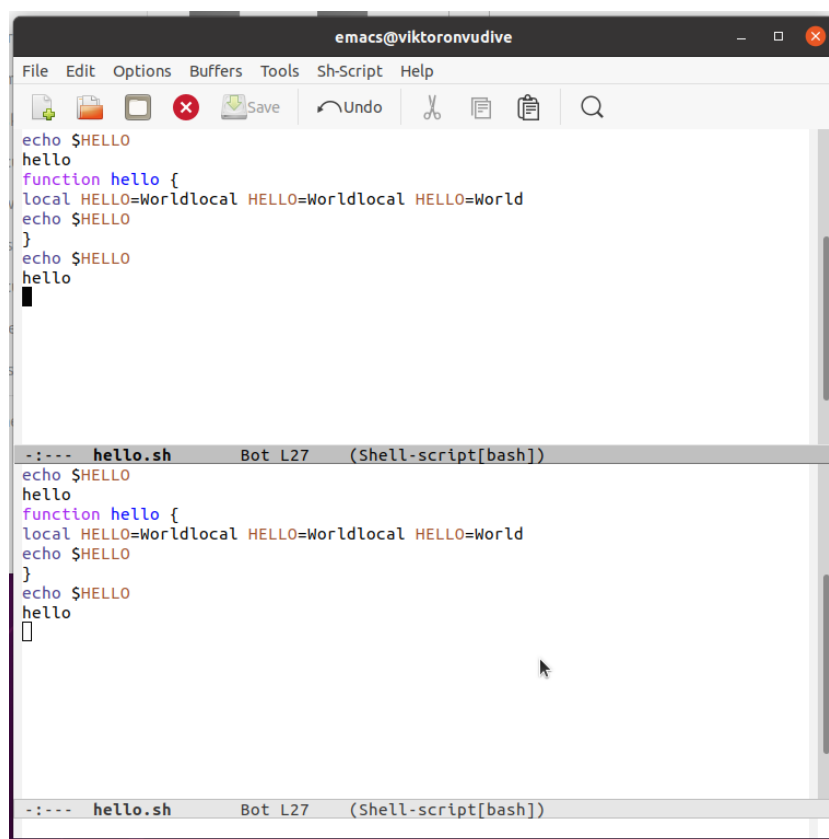 emacs@viktoronvudive
File Edit Options Buffers Tools Sh-Script Help
Save Undo
echo $HELLO
hello
function hello {
local HELLO=Worldlocal HELLO=Worldlocal HELLO=World
echo $HELLO
}
echo $HELLO
hello
-:--- hello.sh Bot L27 (Shell-script[bash])
echo $HELLO
hello
function hello {
local HELLO=Worldlocal HELLO=Worldlocal HELLO=World
echo $HELLO
}
echo $HELLO
hello
-:--- hello.sh Bot L27 (Shell-script[bash])